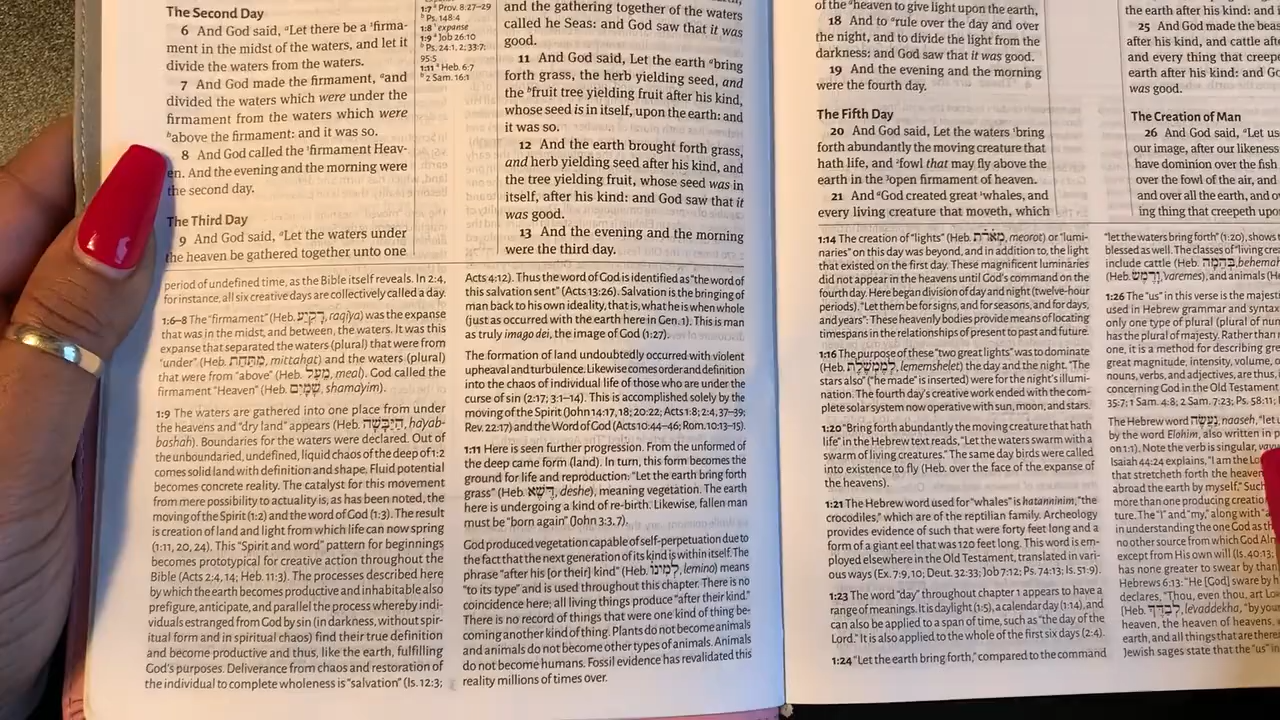 The Second Day
6 And God said, ᵃLet there be a ¹firma-
ment in the midst of the waters, and let it
divide the waters from the waters.
7 And God made the firmament, ᵃand
divided the waters which were under the
firmament from the waters which were
ᵇabove the firmament: and it was so.
8 And God called the ¹firmament Heav-
en. And the evening and the morning were
the second day.
The Third Day
9 And God said, ᵃLet the waters under
the heaven be gathered together unto one
1:7 ᵃ Prov. 8:27–29
ᵇ Ps. 148:4
1:8 ¹ expanse
1:9 ᵃ Job 26:10
ᵇ Ps. 24:1, 2; 33:7;
95:5
1:11 ᵃ Heb. 6:7
ᵇ 2 Sam. 16:1
and the gathering together of the waters
called he Seas: and God saw that it was
good.
11 And God said, Let the earth ᵃbring
forth grass, the herb yielding seed, and
the ᵇfruit tree yielding fruit after his kind,
whose seed is in itself, upon the earth: and
it was so.
12 And the earth brought forth grass,
and herb yielding seed after his kind, and
the tree yielding fruit, whose seed was in
itself, after his kind: and God saw that it
was good.
13 And the evening and the morning
were the third day.
period of undefined time, as the Bible itself reveals. In 2:4,
for instance, all six creative days are collectively called a day.
1:6–8 The "firmament" (Heb. רָקִיעַ, raqiya) was the expanse
that was in the midst, and between, the waters. It was this
expanse that separated the waters (plural) that were from
"under" (Heb. מִתַּחַת, mittahgat) and the waters (plural)
that were from "above" (Heb. מֵעַל, meal). God called the
firmament "Heaven" (Heb. שָׁמָיִם, shamayim).
1:9 The waters are gathered into one place from under
the heavens and "dry land" appears (Heb. הַיַּבָּשָׁה, hayab-
bashah). Boundaries for the waters were declared. Out of
the unboundaried, undefined, liquid chaos of the deep of 1:2
comes solid land with definition and shape. Fluid potential
becomes concrete reality. The catalyst for this movement
from mere possibility to actuality is, as has been noted, the
moving of the Spirit (1:2) and the word of God (1:3). The result
is creation of land and light from which life can now spring
(1:11, 20, 24). This "Spirit and word" pattern for beginnings
becomes prototypical for creative action throughout the
Bible (Acts 2:4, 14; Heb. 11:3). The processes described here
by which the earth becomes productive and inhabitable also
prefigure, anticipate, and parallel the process whereby indi-
viduals estranged from God by sin (in darkness, without spir-
itual form and in spiritual chaos) find their true definition
and become productive and thus, like the earth, fulfilling
God's purposes. Deliverance from chaos and restoration of
the individual to complete wholeness is "salvation" (Is. 12:3;
Acts 4:12). Thus the word of God is identified as "the word of
this salvation sent" (Acts 13:26). Salvation is the bringing of
man back to his own ideality, that is, what he is when whole
(just as occurred with the earth here in Gen. 1). This is man
as truly imago dei, the image of God (1:27).
The formation of land undoubtedly occurred with violent
upheaval and turbulence. Likewise comes order and definition
into the chaos of individual life of those who are under the
curse of sin (2:17; 3:1–14). This is accomplished solely by the
moving of the Spirit (John 14:17, 18; 20:22; Acts 1:8; 2:4, 37–39;
Rev. 22:17) and the Word of God (Acts 10:44–46; Rom. 10:13–15).
1:11 Here is seen further progression. From the unformed of
the deep came form (land). In turn, this form becomes the
ground for life and reproduction: "Let the earth bring forth
grass" (Heb. דֶּשֶׁא, deshe), meaning vegetation. The earth
here is undergoing a kind of re-birth. Likewise, fallen man
must be "born again" (John 3:3, 7).
God produced vegetation capable of self-perpetuation due to
the fact that the next generation of its kind is within itself. The
phrase "after his [or their] kind" (Heb. לְמִינוֹ, lemino) means
"to its type" and is used throughout this chapter. There is no
coincidence here; all living things produce "after their kind."
There is no record of things that were one kind of thing be-
coming another kind of thing. Plants do not become animals
and animals do not become other types of animals. Animals
do not become humans. Fossil evidence has revalidated this
reality millions of times over.
of the ᵃheaven to give light upon the earth,
18 And to ᵃrule over the day and over
the night, and to divide the light from the
darkness: and God saw that it was good.
19 And the evening and the morning
were the fourth day.
The Fifth Day
20 And God said, Let the waters ¹bring
forth abundantly the moving creature that
hath life, and ²fowl that may fly above the
earth in the ³open firmament of heaven.
21 And ᵃGod created great ¹whales, and
every living creature that moveth, which
the earth after his kind: and i
25 And God made the beas
after his kind, and cattle afte
and every thing that creepe
earth after his kind: and Go
was good.
The Creation of Man
26 And God said, ᵃLet us
our image, after our likeness
have dominion over the fish
over the fowl of the air, and
and over all the earth, and o
ing thing that creepeth upo
1:14 The creation of "lights" (Heb. מְאֹרֹת, meorot) or "lumi-
naries" on this day was beyond, and in addition to, the light
that existed on the first day. These magnificent luminaries
did not appear in the heavens until God's command on the
fourth day. Here began division of day and night (twelve-hour
periods). "Let them be for signs, and for seasons, and for days,
and years": These heavenly bodies provide means of locating
timespans in the relationships of present to past and future.
1:16 The purpose of these "two great lights" was to dominate
(Heb. לְמֶמְשֶׁלֶת, lememshelet) the day and the night. "The
stars also" ("he made" is inserted) were for the night's illumi-
nation. The fourth day's creative work ended with the com-
plete solar system now operative with sun, moon, and stars.
1:20 "Bring forth abundantly the moving creature that hath
life" in the Hebrew text reads, "Let the waters swarm with a
swarm of living creatures." The same day birds were called
into existence to fly (Heb. over the face of the expanse of
the heavens).
1:21 The Hebrew word used for "whales" is hatanninim, "the
crocodiles," which are of the reptilian family. Archeology
provides evidence of such that were forty feet long and a
form of a giant eel that was 120 feet long. This word is em-
ployed elsewhere in the Old Testament, translated in vari-
ous ways (Ex. 7:9, 10; Deut. 32:33; Job 7:12; Ps. 74:13; Is. 51:9).
1:23 The word "day" throughout chapter 1 appears to have a
range of meanings. It is daylight (1:5), a calendar day (1:14), and
can also be applied to a span of time, such as "the day of the
Lord." It is also applied to the whole of the first six days (2:4).
1:24 "Let the earth bring forth," compared to the command
"let the waters bring forth" (1:20), shows
blessed as well. The classes of "living cre
include cattle (Heb. בְּהֵמָה, behemah
(Heb. וָרֶמֶשׂ, varemes), and animals (He
1:26 The "us" in this verse is the majesti
used in Hebrew grammar and syntax
only one type of plural (plural of num
the plural of majesty. Rather than
one, it is a method for describing gre
great magnitude, intensity, volume, o
nouns, verbs, and adjectives, are thus, i
concerning God in the Old Testament
35:7; 1 Sam. 4:8; 2 Sam. 7:23; Ps. 58:11;
The Hebrew word נַעֲשֶׂה, naaseh, "let u
by the word Elohim, also written in p
on 1:1). Note the verb is singular, vayy
Isaiah 44:24 explains, "I am the Lo
that stretcheth forth the heaven
abroad the earth by myself." Such
more than one producing creatio
ture. The "I" and "my," along with "a
in understanding the one God as th
no other source from which God Alm
except from His own will (Is. 40:13;
has none greater to swear by than
Hebrews 6:13: "He [God] sware by h
declares, "Thou, even thou, art Lo
(Heb. לְבַדֶּךָ, levaddekha, "by your
heaven, the heaven of heavens,
earth, and all things that are therei
Jewish sages state that the "us" in